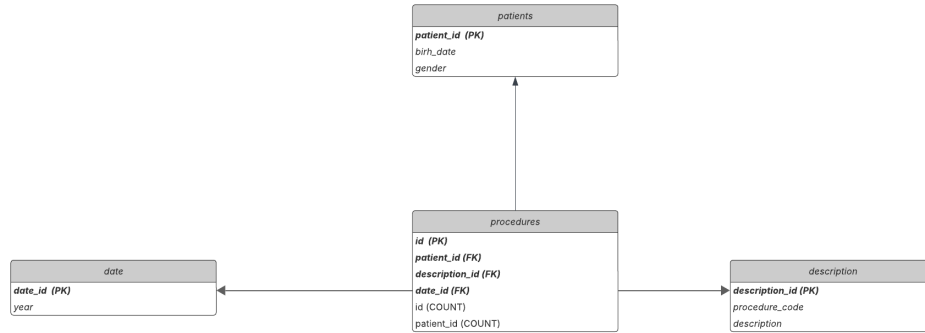 patients
patient_id (PK)
birh_date
gender
procedures
id (PK)
patient_id (FK)
description_id (FK)
date_id (FK)
id (COUNT)
patient_id (COUNT)
date
date_id (PK)
year
description
description_id (PK)
procedure_code
description